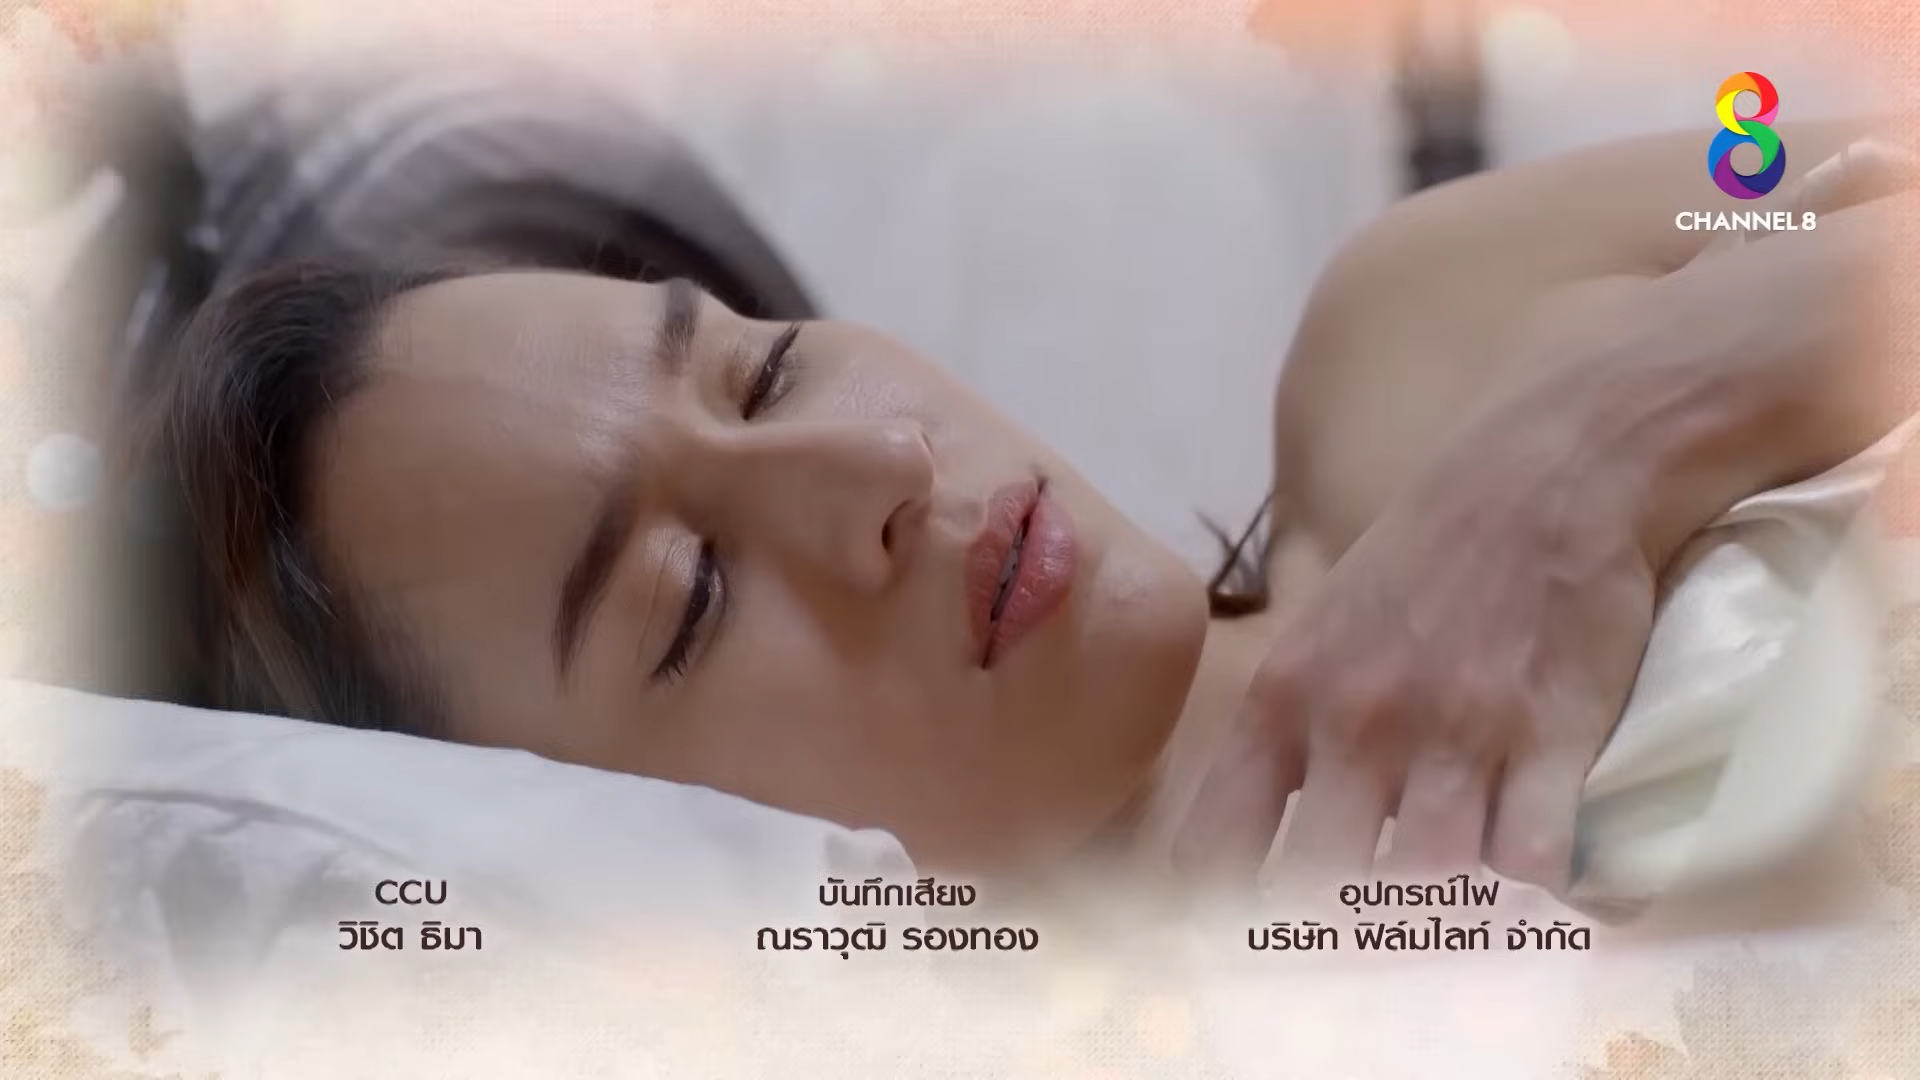 CHANNEL 8
CCU
วิชิต ธิมา
บันทึกเสียง
ณราวุฒิ รองทอง
อุปกรณ์ไฟ
บริษัท ฟิล์มไลท์ จำกัด